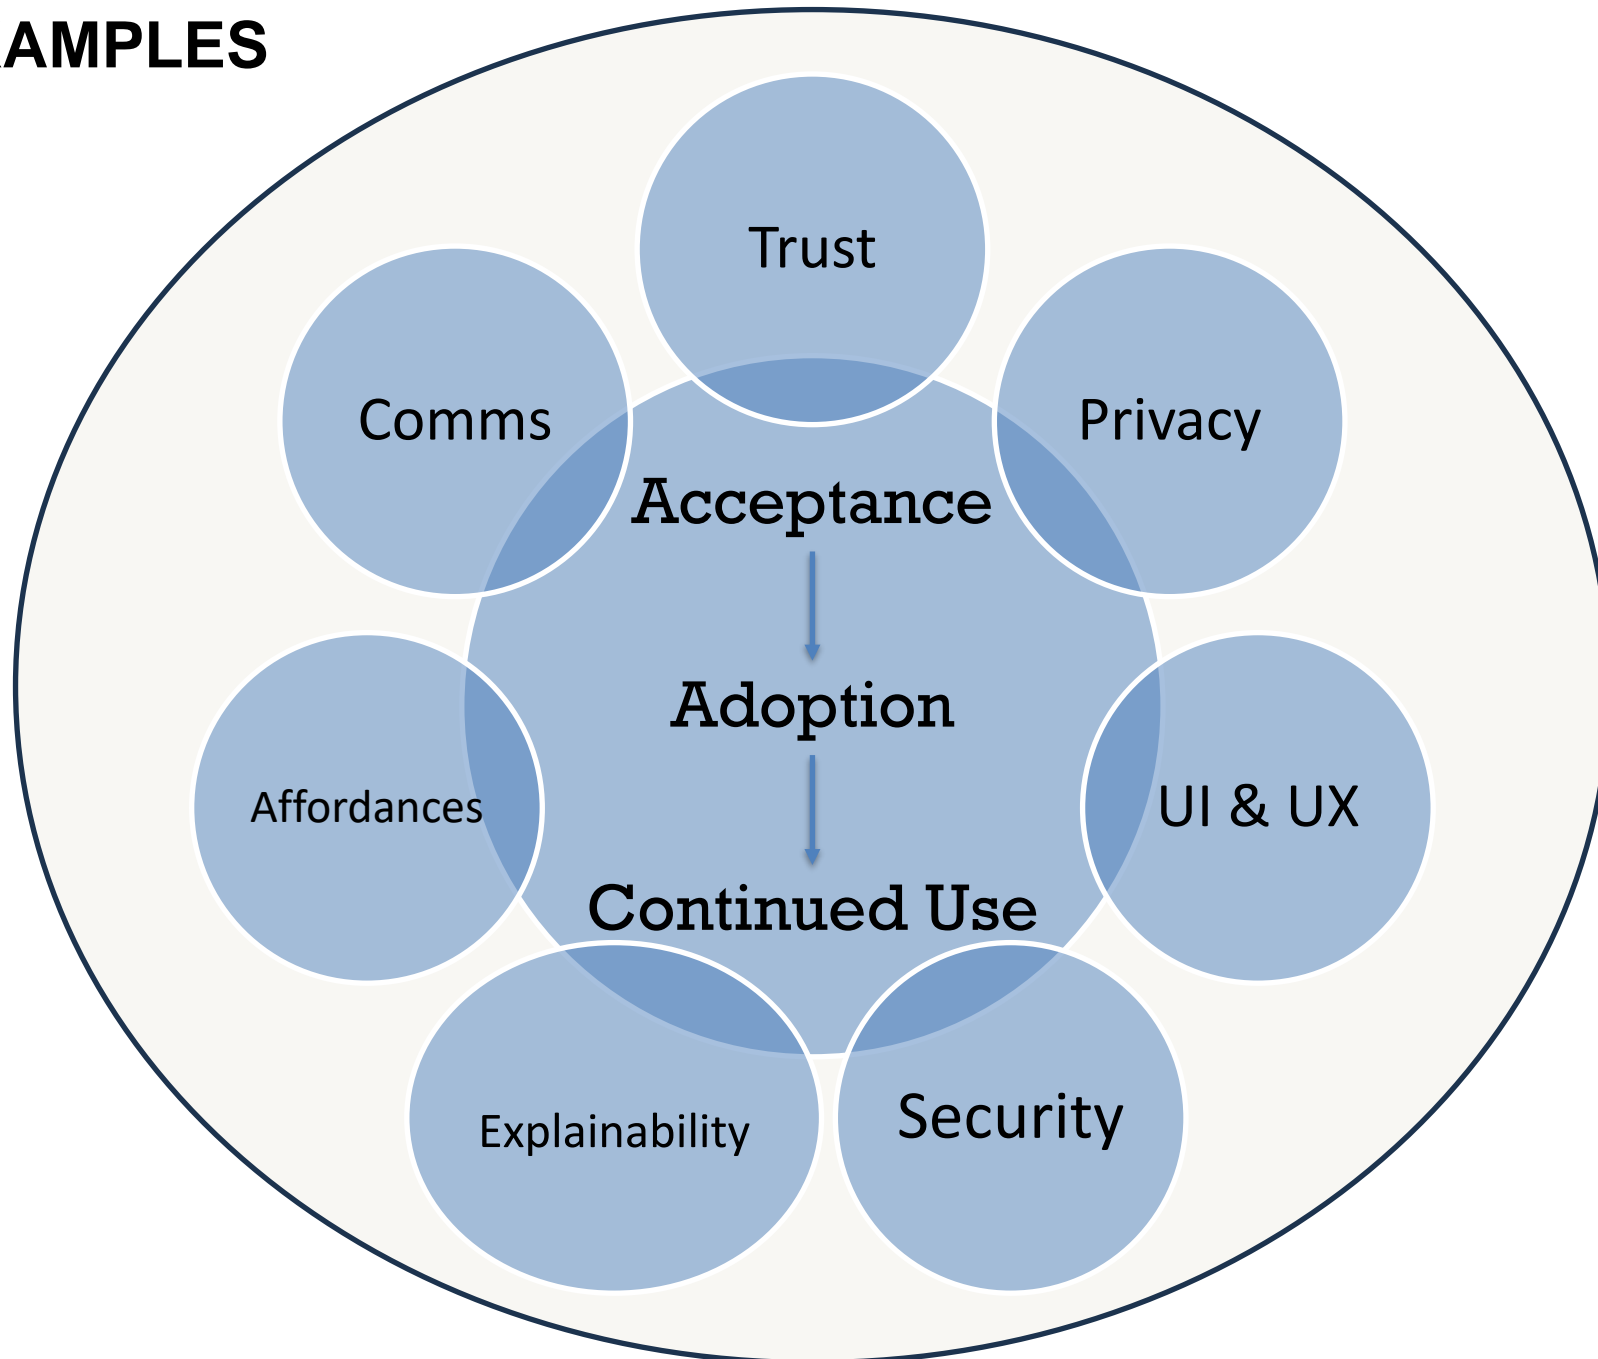 AMPLES
Trust
Comms
Privacy
Acceptance
Adoption
Affordances
UI & UX
Continued Use
Explainability
Security